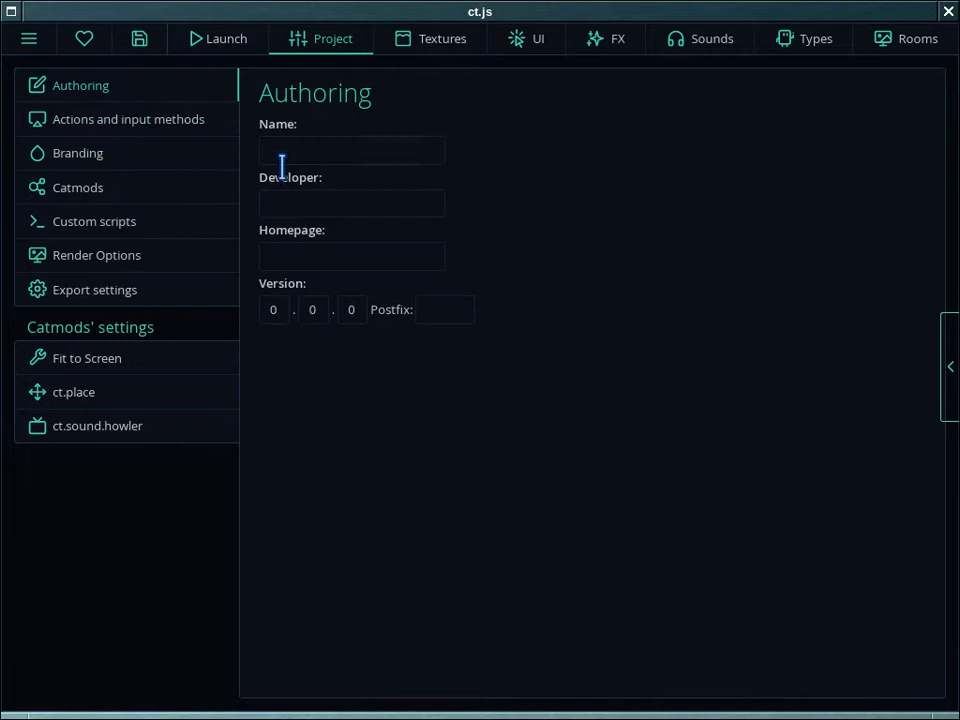 ct.js
Launch
Project
Textures
UI
FX
Sounds
Types
Rooms
Authoring
Actions and input methods
Branding
Catmods
Custom scripts
Render Options
Export settings
Catmods' settings
Fit to Screen
ct.place
ct.sound.howler
Authoring
Name:
Developer:
Homepage:
Version:
0 . 0 . 0 Postfix: